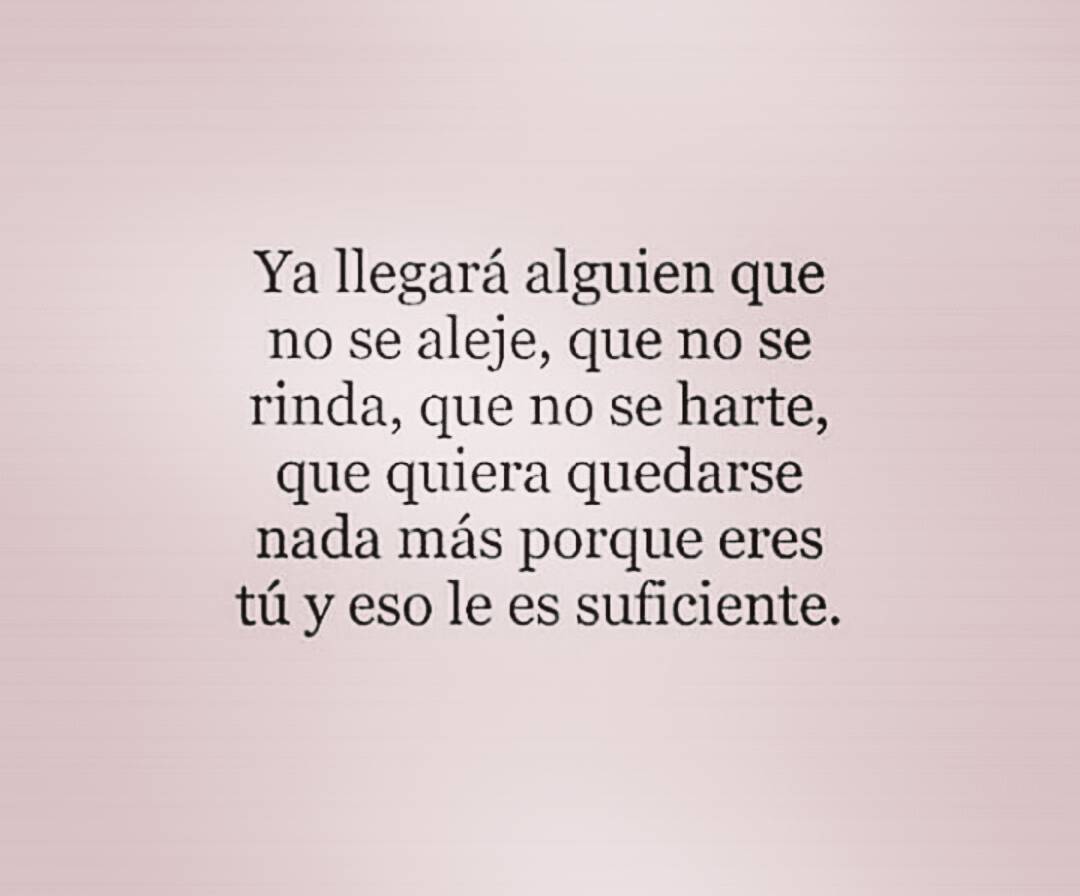 Ya llegará alguien que
no se aleje, que no se
rinda, que no se harte,
que quiera quedarse
nada más porque eres
tú y eso le es suficiente.